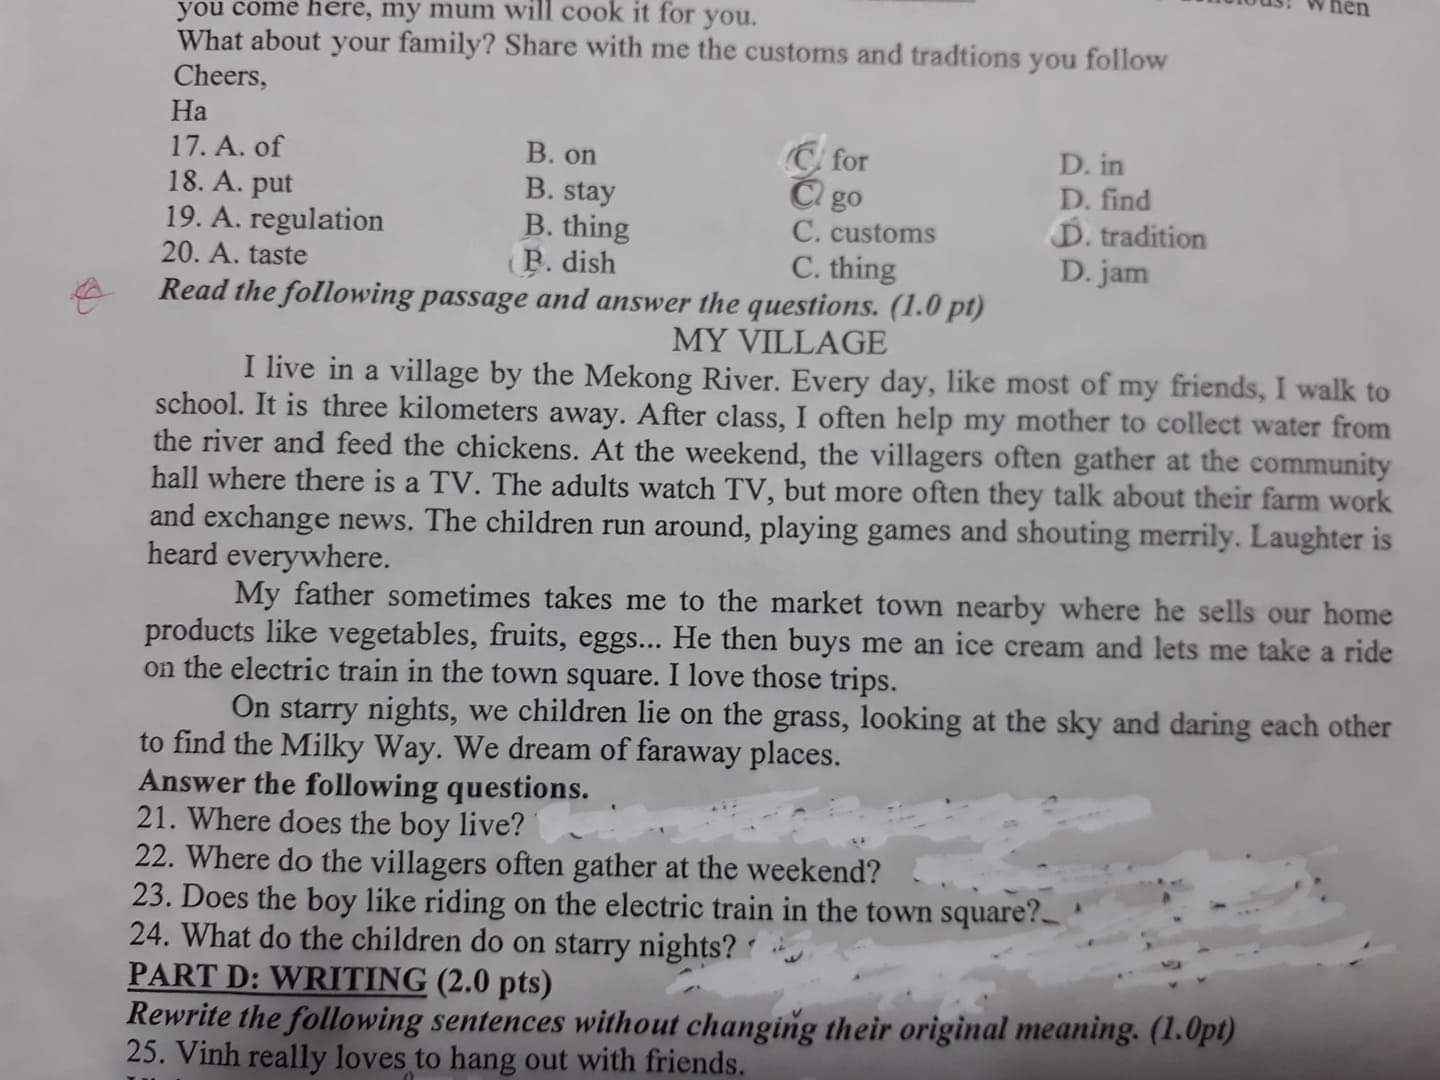 you come here, my mum will cook it for you.
When
What about your family? Share with me the customs and tradtions you follow
Cheers,
Ha
17. A. of B. on C. for D. in
18. A. put B. stay C. go D. find
19. A. regulation B. thing C. customs D. tradition
20. A. taste B. dish C. thing D. jam
Read the following passage and answer the questions. (1.0 pt)
MY VILLAGE
I live in a village by the Mekong River. Every day, like most of my friends, I walk to
school. It is three kilometers away. After class, I often help my mother to collect water from
the river and feed the chickens. At the weekend, the villagers often gather at the community
hall where there is a TV. The adults watch TV, but more often they talk about their farm work
and exchange news. The children run around, playing games and shouting merrily. Laughter is
heard everywhere.
My father sometimes takes me to the market town nearby where he sells our home
products like vegetables, fruits, eggs... He then buys me an ice cream and lets me take a ride
on the electric train in the town square. I love those trips.
On starry nights, we children lie on the grass, looking at the sky and daring each other
to find the Milky Way. We dream of faraway places.
Answer the following questions.
21. Where does the boy live?
22. Where do the villagers often gather at the weekend?
23. Does the boy like riding on the electric train in the town square?
24. What do the children do on starry nights?
PART D: WRITING (2.0 pts)
Rewrite the following sentences without changing their original meaning. (1.0pt)
25. Vinh really loves to hang out with friends.